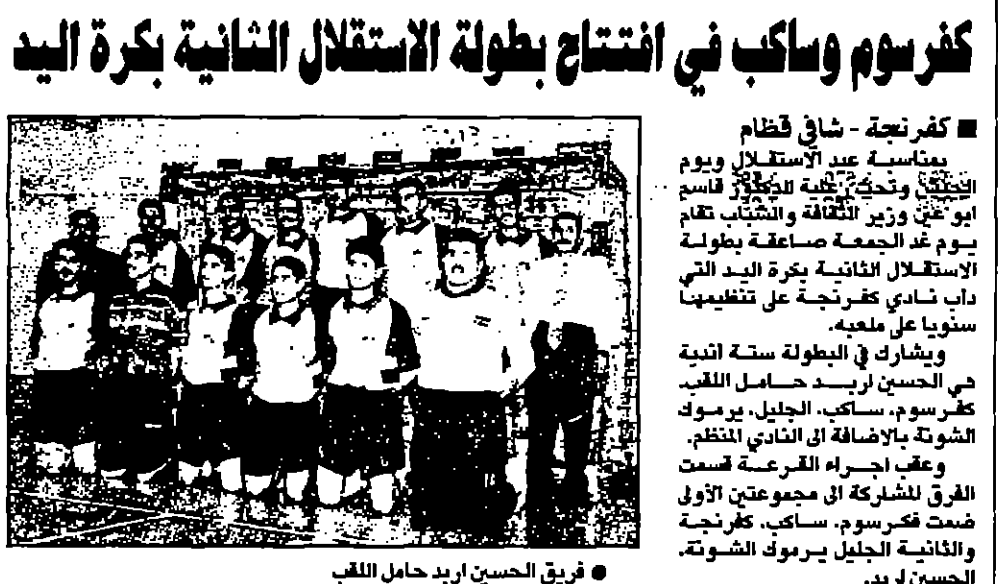 كفرسوم وساكب في افتتاح بطولة الاستقلال الثانية بكرة اليد
■ كفرنجة - شافي قظام
بمناسبة عيد الاستقلال ويوم
الجيش وتحت رعاية الدكتور قاسم
ابو عين وزير الثقافة والشباب تقام
يوم غد الجمعة صاعقة بطولة
الاستقلال الثانية بكرة اليد التي
دأب نادي كفرنجة على تنظيمها
سنويا على ملعبه.
ويشارك في البطولة ستة أندية
هي الحسين اربد حامل اللقب.
كفرسوم. ساكب. الجليل. يرموك
الشونة بالاضافة الى النادي المنظم.
وعقب اجراء القرعة قسمت
الفرق المشاركة الى مجموعتين الأولى
ضمت فكرسوم. ساكب. كفرنجة
والثانية الجليل يرموك الشونة.
الحسين اربد.
● فريق الحسين اربد حامل اللقب